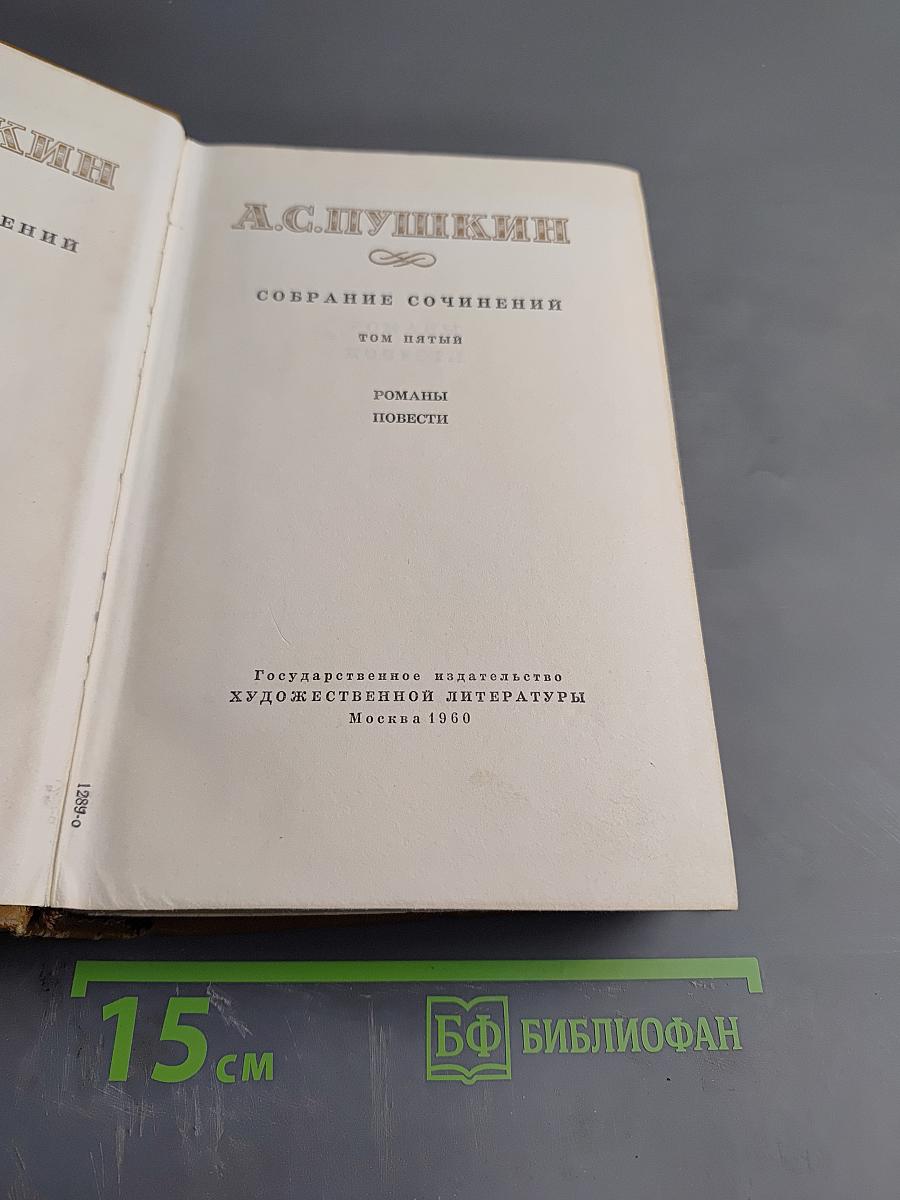 А.С.ПУШКИН
СОБРАНИЕ СОЧИНЕНИЙ
ТОМ ПЯТЫЙ
РОМАНЫ
ПОВЕСТИ
Государственное издательство
ХУДОЖЕСТВЕННОЙ ЛИТЕРАТУРЫ
Москва 1960
1289-о
15 см
БФ БИБЛИОФАН